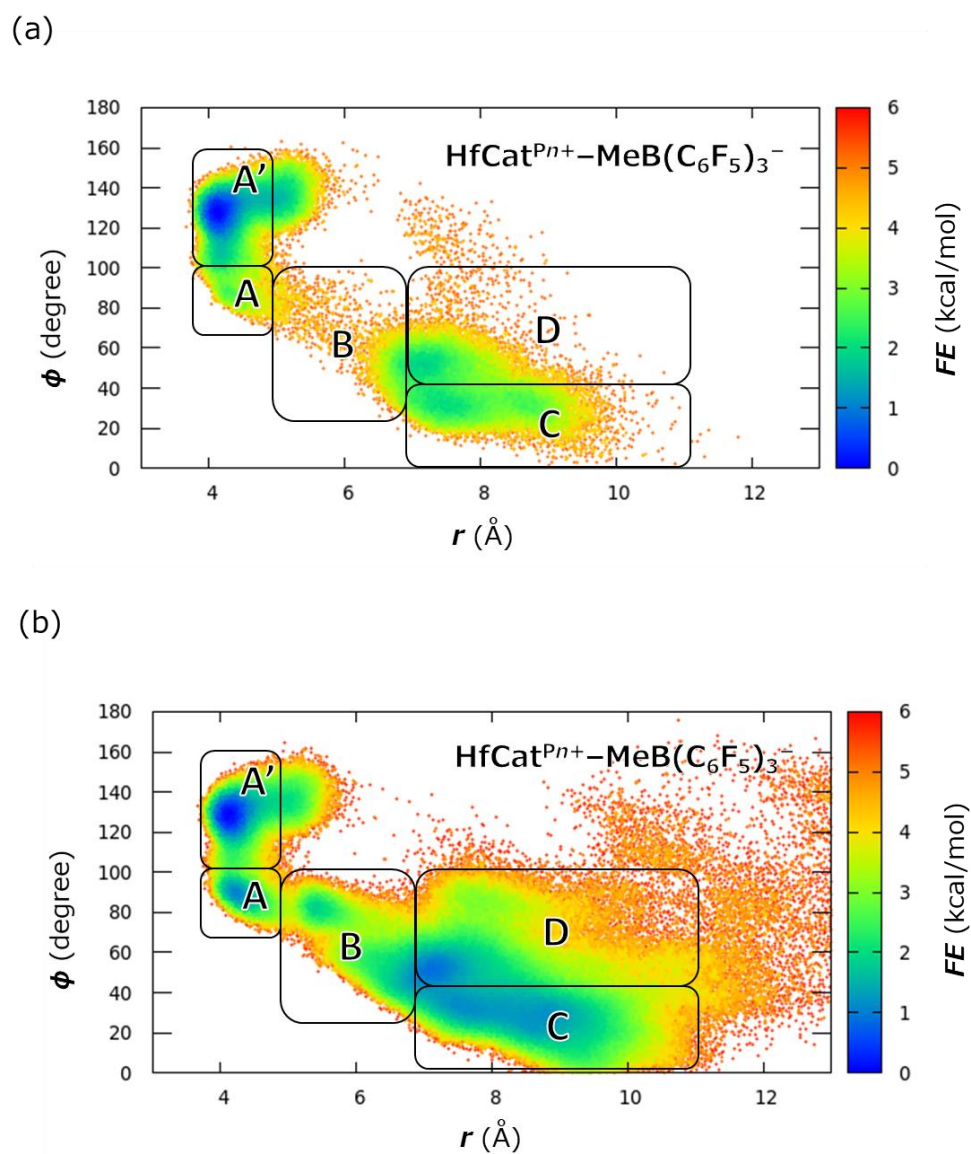 (a)
180
160
140
120
100
80
60
40
20
0
ϕ (degree)
HfCatᴾⁿ⁺–MeB(C₆F₅)₃⁻
A’
A
B
D
C
4
6
8
10
12
r (Å)
6
5
4
3
2
1
0
FE (kcal/mol)
(b)
180
160
140
120
100
80
60
40
20
0
ϕ (degree)
HfCatᴾⁿ⁺–MeB(C₆F₅)₃⁻
A’
A
B
D
C
4
6
8
10
12
r (Å)
6
5
4
3
2
1
0
FE (kcal/mol)